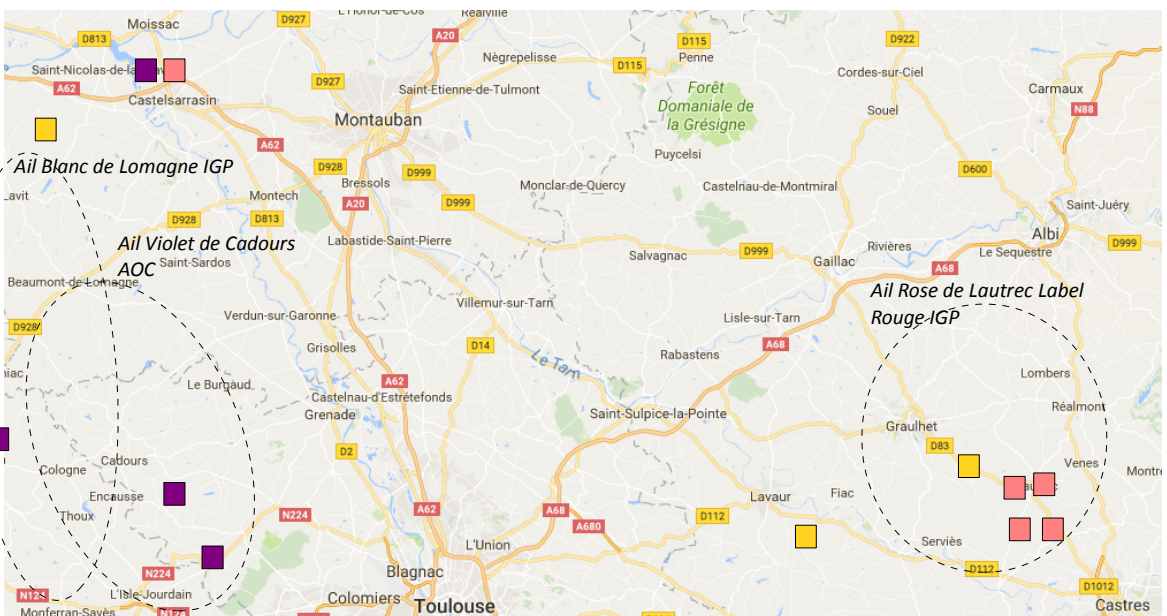 D927
L'Honor-de-Cos
Réalville
Moissac
D813
A20
D115
Penne
D922
Nègrepelisse
D115
Saint-Nicolas-de-la
A62
D927
Saint-Etienne-de-Tulmont
Cordes-sur-Ciel
Carmaux
Castelsarrasin
Forêt
Domaniale de
la Grésigne
Souel
N88
Montauban
A62
Puycelsi
Ail Blanc de Lomagne IGP
D928
D999
D600
Lavit
Bressols
Monclar-de-Quercy
Castelnau-de-Montmiral
Montech
A20
D999
Saint-Juéry
D928
D813
Ail Violet de Cadours
AOC
Labastide-Saint-Pierre
Albi
D999
Saint-Sardos
Salvagnac
D999
Rivières
Le Sequestre
Gaillac
A68
Beaumont-de-Lomagne
Ail Rose de Lautrec Label
Rouge IGP
Villemur-sur-Tarn
Verdun-sur-Garonne
Lisle-sur-Tarn
D928
Grisolles
D14
A68
Le Tarn
Rabastens
Lombers
Le Burgaud
A62
Castelnau-d'Estrétefonds
Grenade
Saint-Sulpice-la-Pointe
Réalmont
Graulhet
D2
D83
Cologne
Cadours
Venes
Encausse
Lavaur
Fiac
Thoux
N224
A62
A68
D112
A680
L'Union
Serviès
N224
Blagnac
D112
N124
L'Isle-Jourdain
D1012
Colomiers
Toulouse
Castres
Monferran-Savès